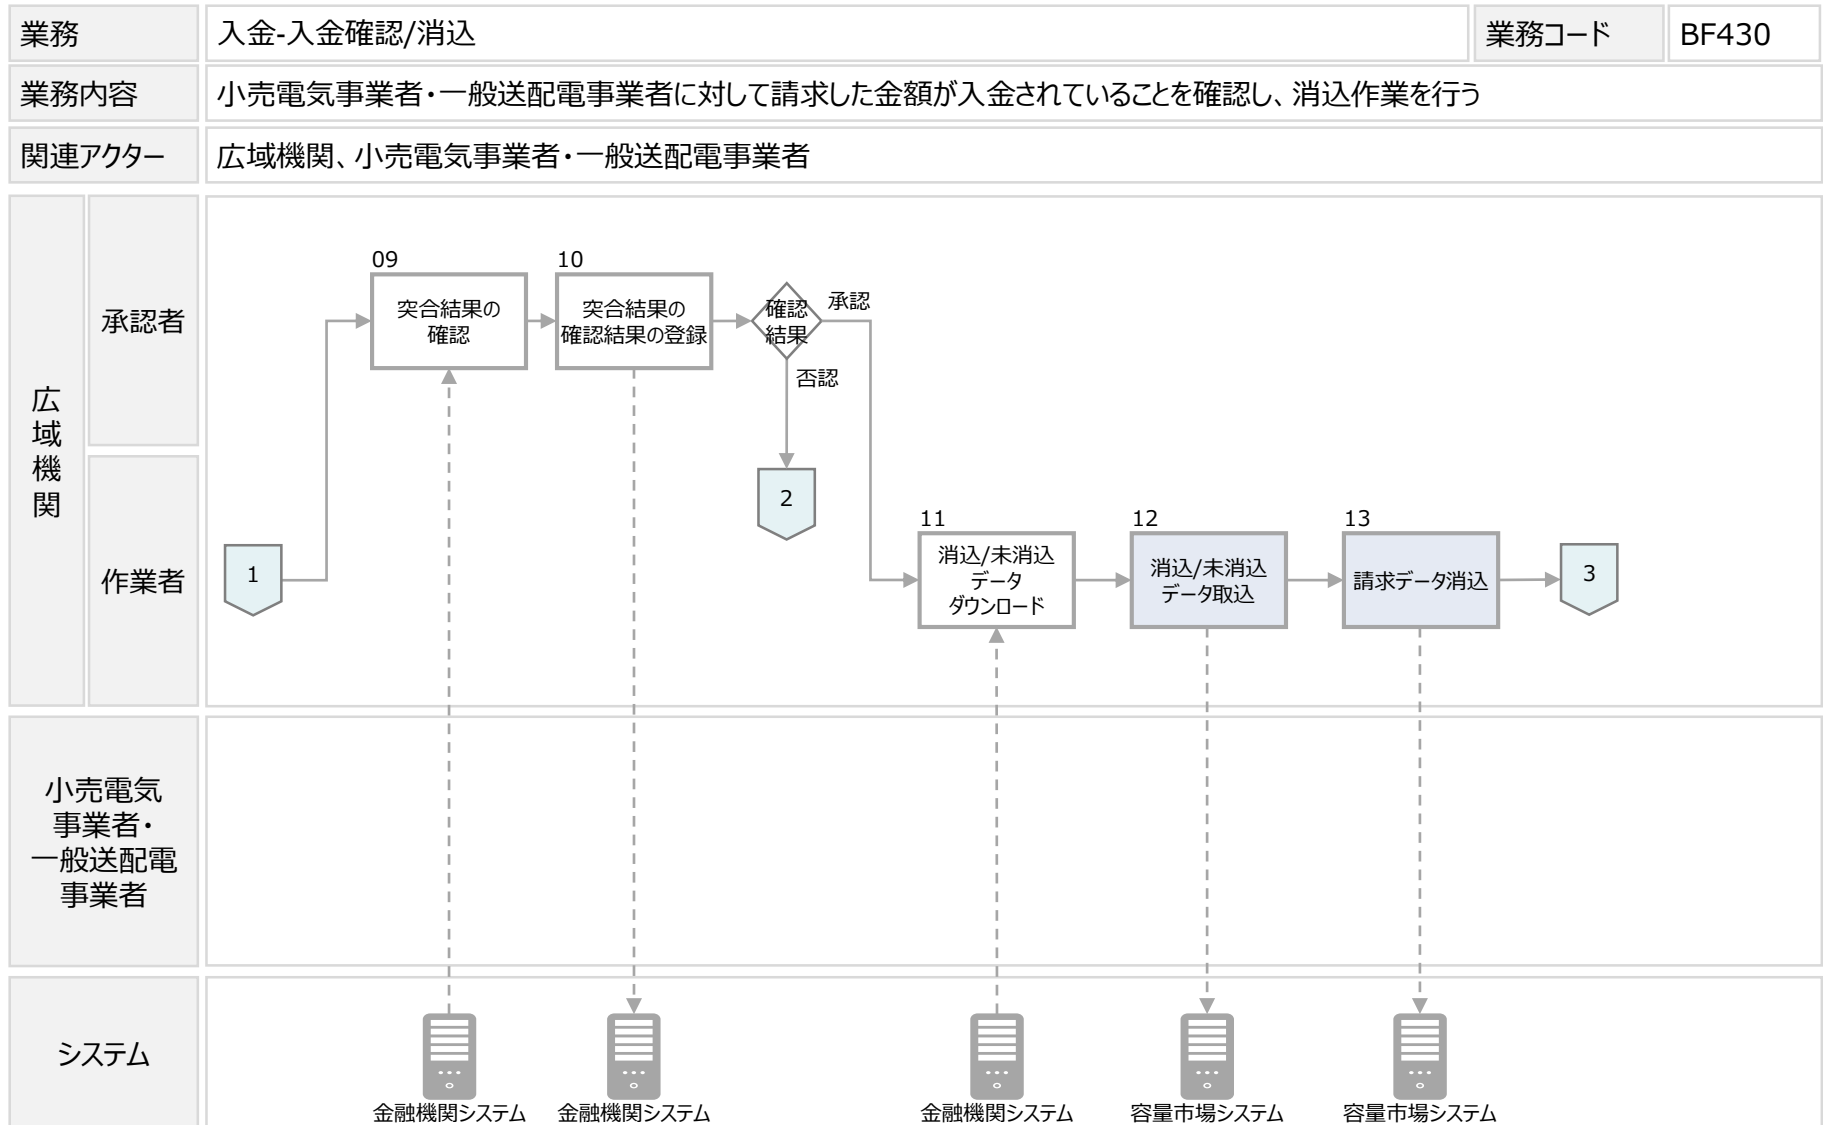 業務
入金-入金確認/消込
業務コード
BF430
業務内容
小売電気事業者・一般送配電事業者に対して請求した金額が入金されていることを確認し、消込作業を行う
関連アクター
広域機関、小売電気事業者・一般送配電事業者
広
域
機
関
承認者
09
突合結果の
確認
10
突合結果の
確認結果の登録
確認
結果
承認
否認
2
作業者
1
11
消込/未消込
データ
ダウンロード
12
消込/未消込
データ取込
13
請求データ消込
3
小売電気
事業者・
一般送配電
事業者
システム
金融機関システム
金融機関システム
金融機関システム
容量市場システム
容量市場システム